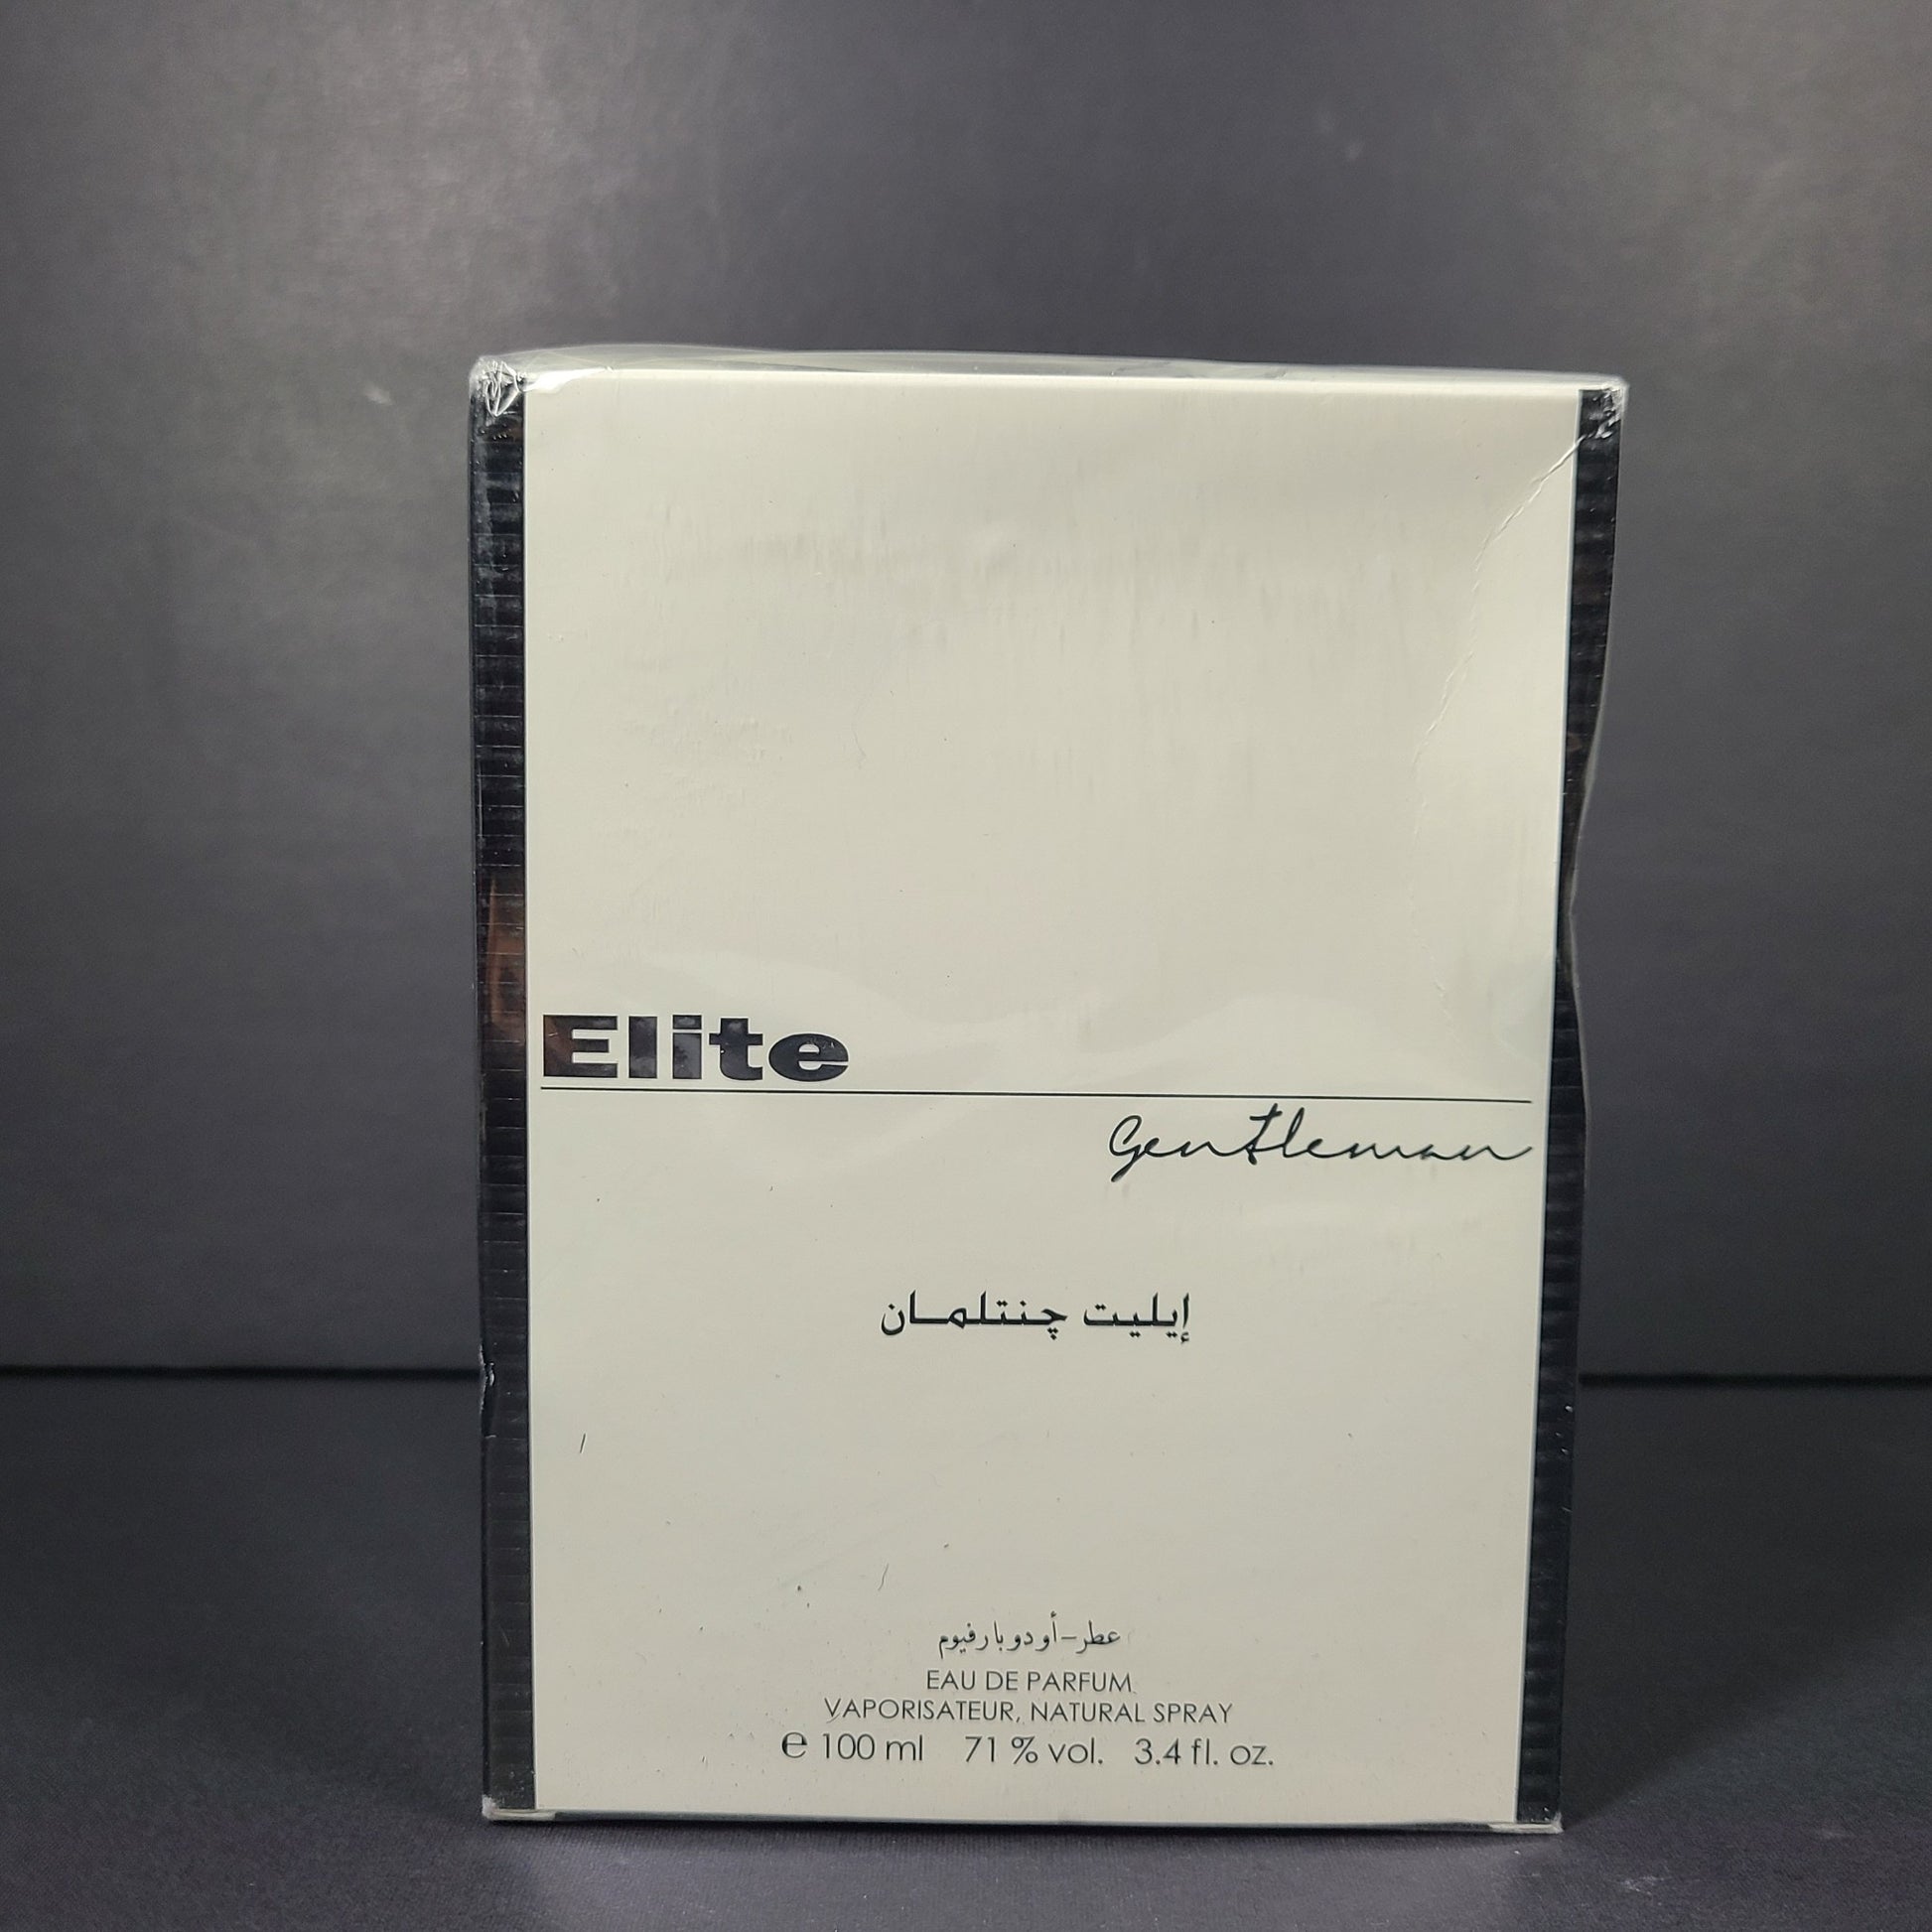 Elite
Gentleman
إيليت چنتلمان
عطر-أو دو بارفيوم
EAU DE PARFUM
VAPORISATEUR, NATURAL SPRAY
℮ 100 ml 71 % vol. 3.4 fl. oz.